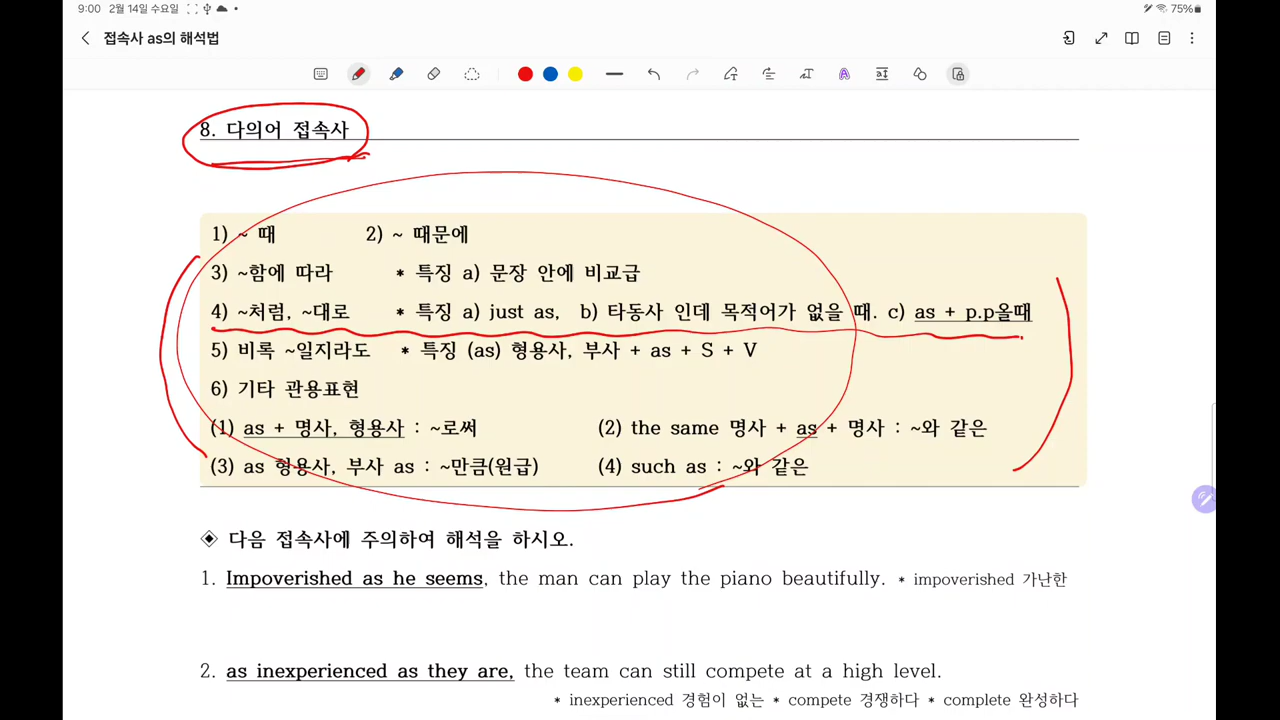 9:00 2월 14일 수요일 75%
접속사 as의 해석법
8. 다의어 접속사
1) ~ 때 2) ~ 때문에
3) ~함에 따라 * 특징 a) 문장 안에 비교급
4) ~처럼, ~대로 * 특징 a) just as, b) 타동사 인데 목적어가 없을 때. c) as + p.p올때
5) 비록 ~일지라도 * 특징 (as) 형용사, 부사 + as + S + V
6) 기타 관용표현
(1) as + 명사, 형용사 : ~로써 (2) the same 명사 + as + 명사 : ~와 같은
(3) as 형용사, 부사 as : ~만큼(원급) (4) such as : ~와 같은
◈ 다음 접속사에 주의하여 해석을 하시오.
1. Impoverished as he seems, the man can play the piano beautifully. * impoverished 가난한
2. as inexperienced as they are, the team can still compete at a high level.
* inexperienced 경험이 없는 * compete 경쟁하다 * complete 완성하다